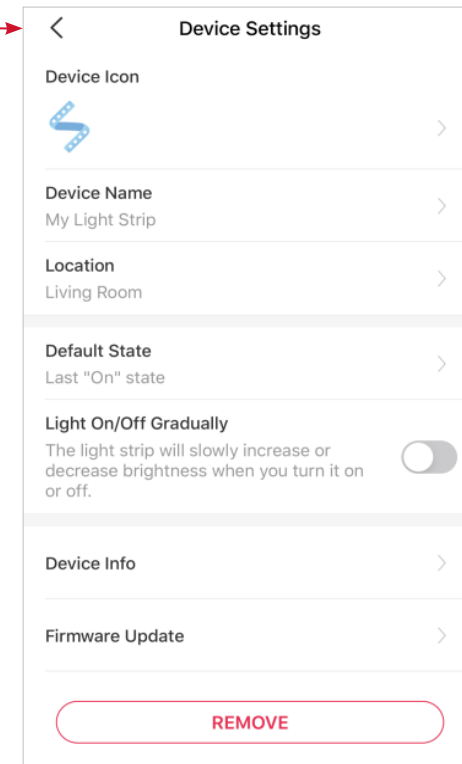 Device Settings
Device Icon
Device Name
My Light Strip
Location
Living Room
Default State
Last "On" state
Light On/Off Gradually
The light strip will slowly increase or
decrease brightness when you turn it on
or off.
Device Info
Firmware Update
REMOVE